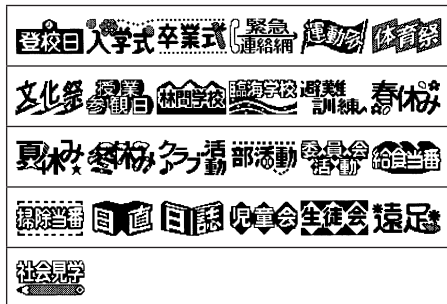 登校日 入学式 卒業式 緊急連絡網 運動会 体育祭
文化祭 授業参観日 林間学校 臨海学校 避難訓練 春休み
夏休み 冬休み クラブ活動 部活動 委員会活動 給食当番
掃除当番 日直 日誌 児童会 生徒会 遠足
社会見学